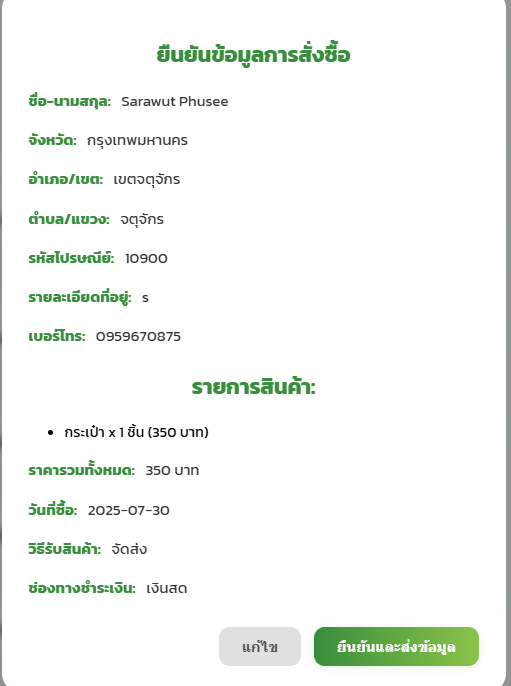 ยืนยันข้อมูลการสั่งซื้อ
ชื่อ-นามสกุล: Sarawut Phusee
จังหวัด: กรุงเทพมหานคร
อำเภอ/เขต: เขตจตุจักร
ตำบล/แขวง: จตุจักร
รหัสไปรษณีย์: 10900
รายละเอียดที่อยู่: s
เบอร์โทร: 0959670875
รายการสินค้า:
• กระเป๋า x 1 ชิ้น (350 บาท)
ราคารวมทั้งหมด: 350 บาท
วันที่ซื้อ: 2025-07-30
วิธีรับสินค้า: จัดส่ง
ช่องทางชำระเงิน: เงินสด
แก้ไข ยืนยันและส่งข้อมูล